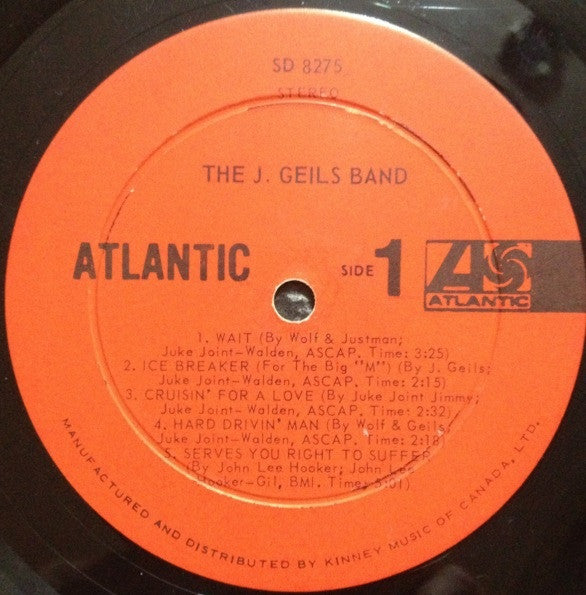 SD 8275
STEREO
THE J. GEILS BAND
ATLANTIC SIDE 1 ATLANTIC
1. WAIT (By Wolf & Justman;
Juke Joint-Walden, ASCAP. Time: 3:25)
2. ICE BREAKER (For The Big "M") (By J. Geils;
Juke Joint-Walden, ASCAP. Time: 2:15)
3. CRUISIN' FOR A LOVE (By Juke Joint Jimmy;
Juke Joint-Walden, ASCAP. Time: 2:32)
4. HARD DRIVIN' MAN (By Wolf & Geils;
Juke Joint-Walden, ASCAP. Time: 2:18)
5. SERVES YOU RIGHT TO SUFFER
(By John Lee Hooker; John Lee
Hooker-Gil, BMI. Time: 5:01)
MANUFACTURED AND DISTRIBUTED BY KINNEY MUSIC OF CANADA, LTD.